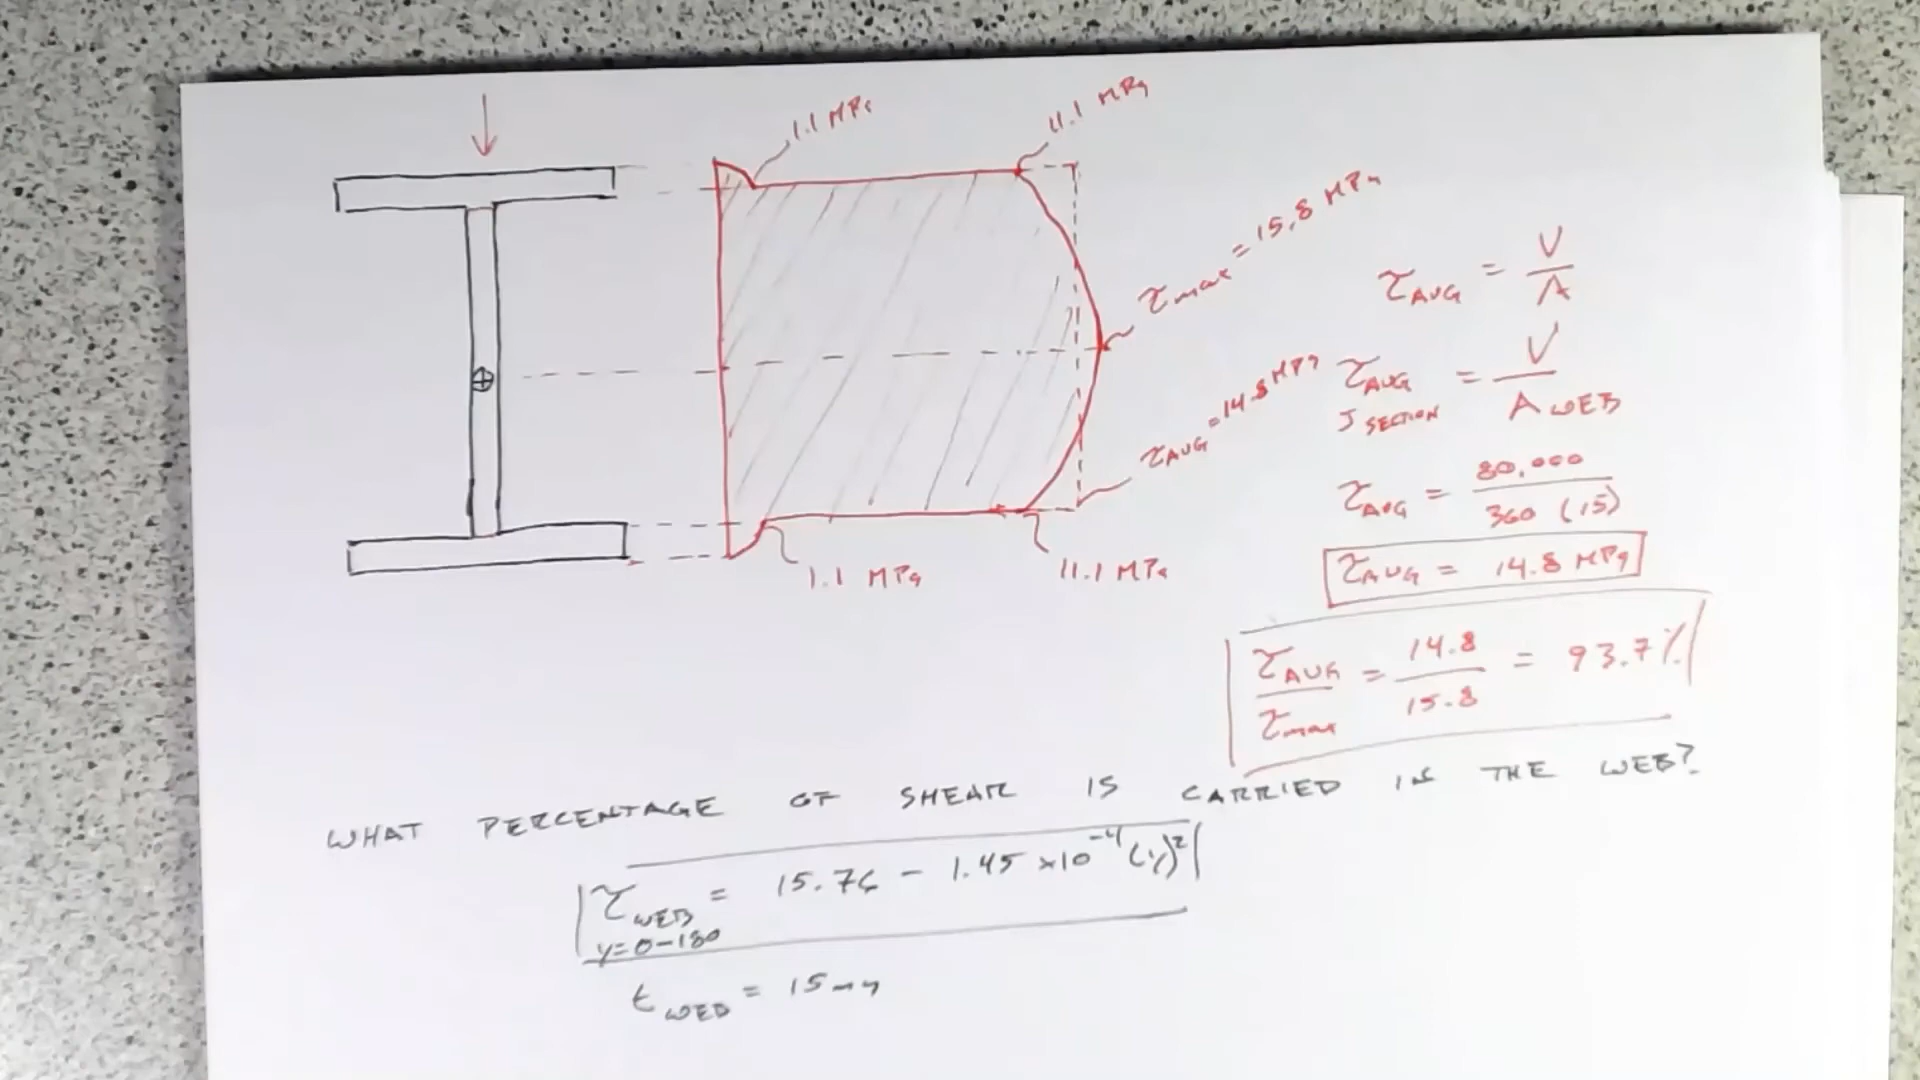 1.1 MPa
11.1 MPa
τmax = 15.8 MPa
τAVG = V/A
τAVG I SECTION = V/A WEB
τAVG = 14.8 MPa
τAVG = 80,000/360 (15)
τAVG = 14.8 MPa
1.1 MPa
11.1 MPa
τAVG/τmax = 14.8/15.8 = 93.7%
WHAT PERCENTAGE OF SHEAR IS CARRIED IN THE WEB?
τWEB = 15.76 - 1.45 x10⁻⁴ (y)²
y=0-180
tWEB = 15mm